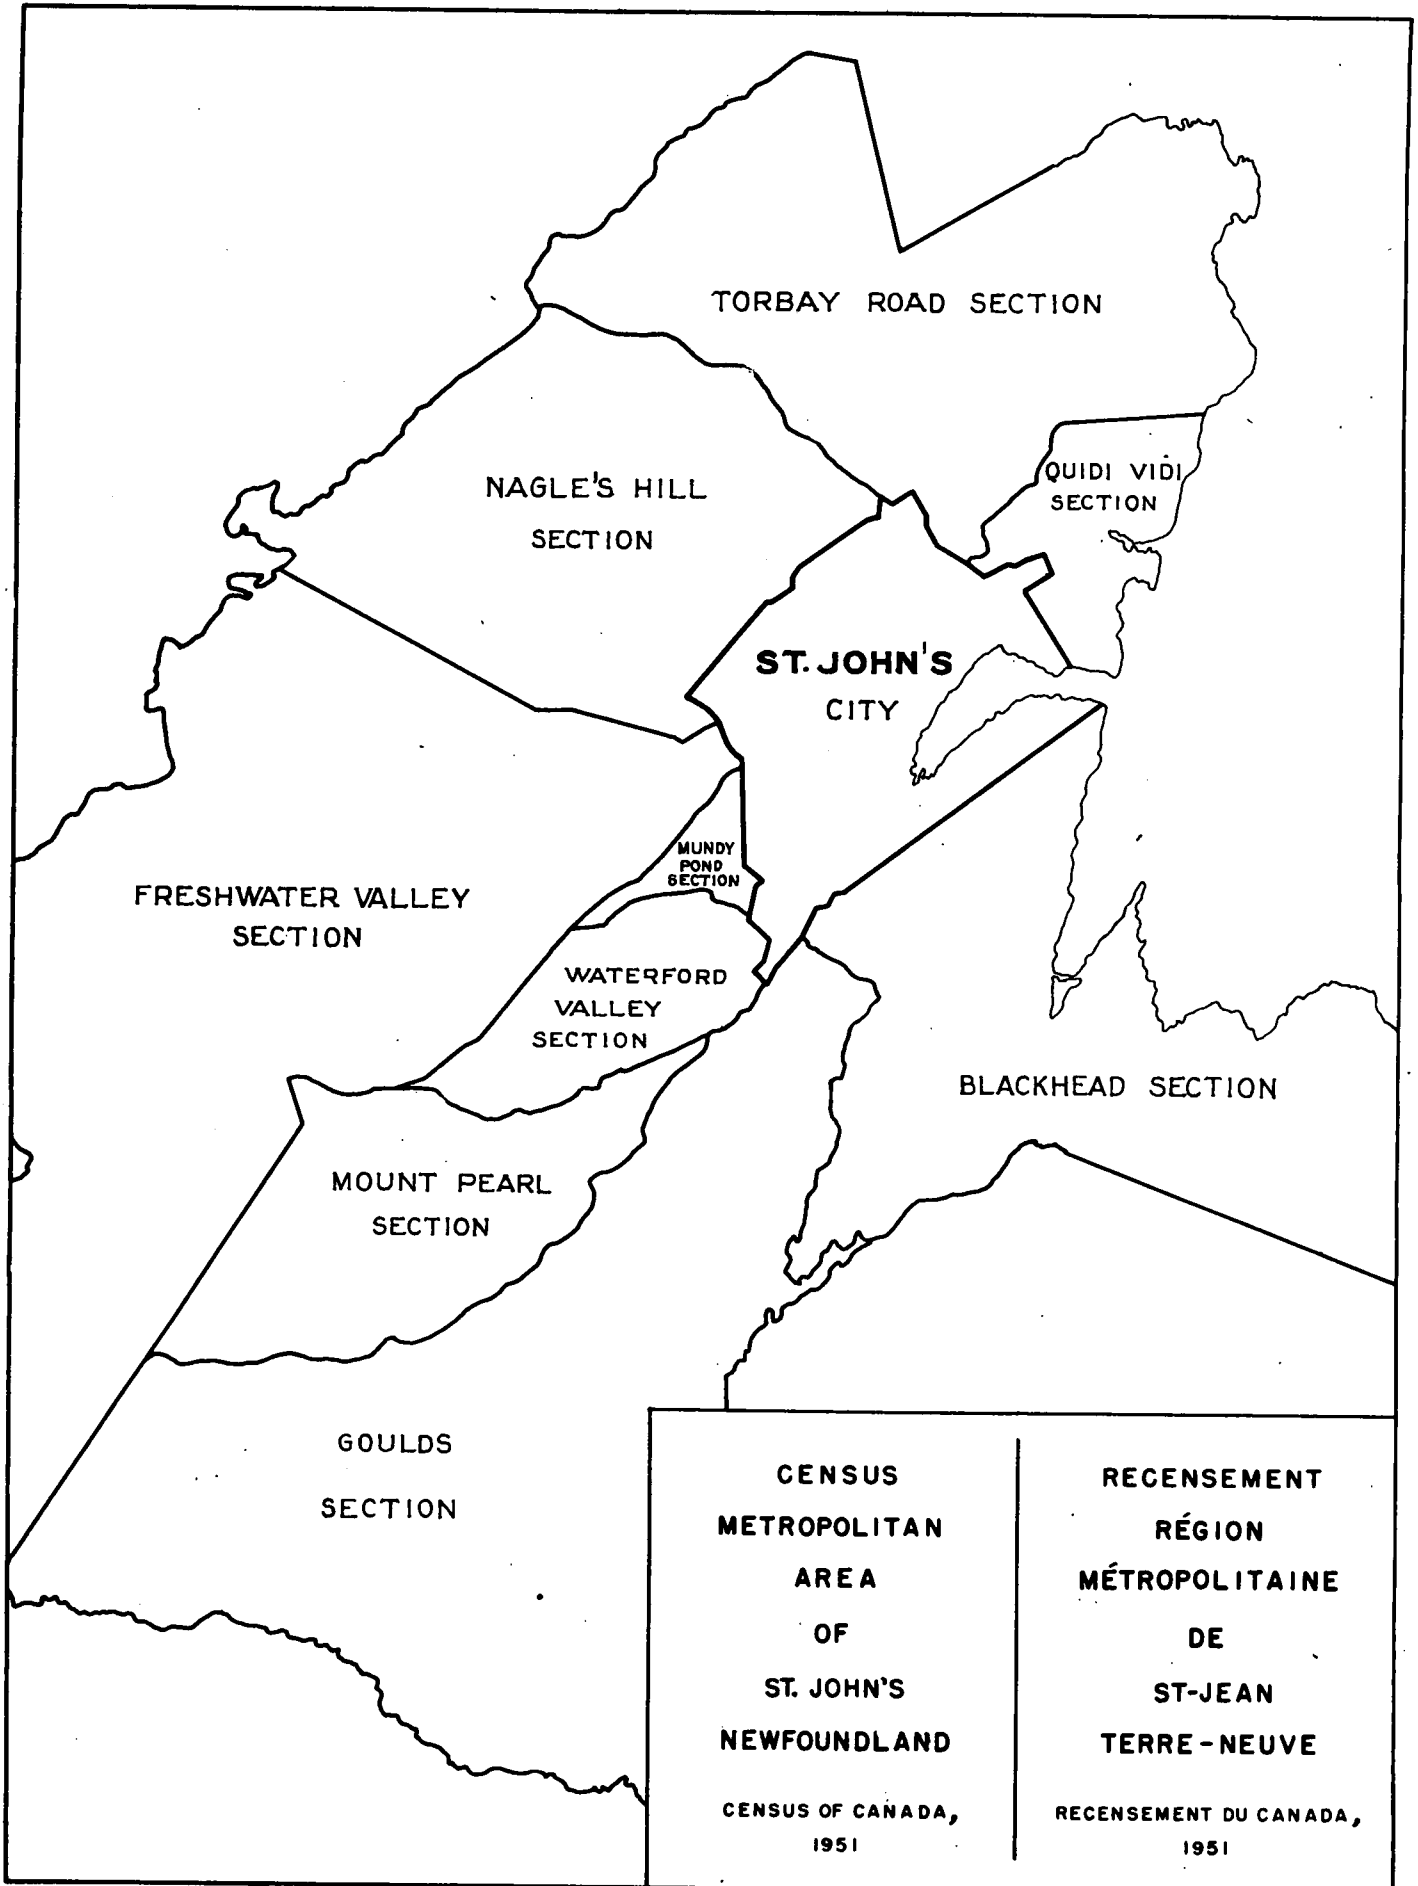 TORBAY ROAD SECTION
QUIDI VIDI
SECTION
NAGLE'S HILL
SECTION
ST. JOHN'S
CITY
MUNDY
POND
SECTION
FRESHWATER VALLEY
SECTION
WATERFORD
VALLEY
SECTION
BLACKHEAD SECTION
MOUNT PEARL
SECTION
GOULDS
SECTION
CENSUS
METROPOLITAN
AREA
OF
ST. JOHN'S
NEWFOUNDLAND
CENSUS OF CANADA,
1951
RECENSEMENT
RÉGION
MÉTROPOLITAINE
DE
ST-JEAN
TERRE-NEUVE
RECENSEMENT DU CANADA,
1951